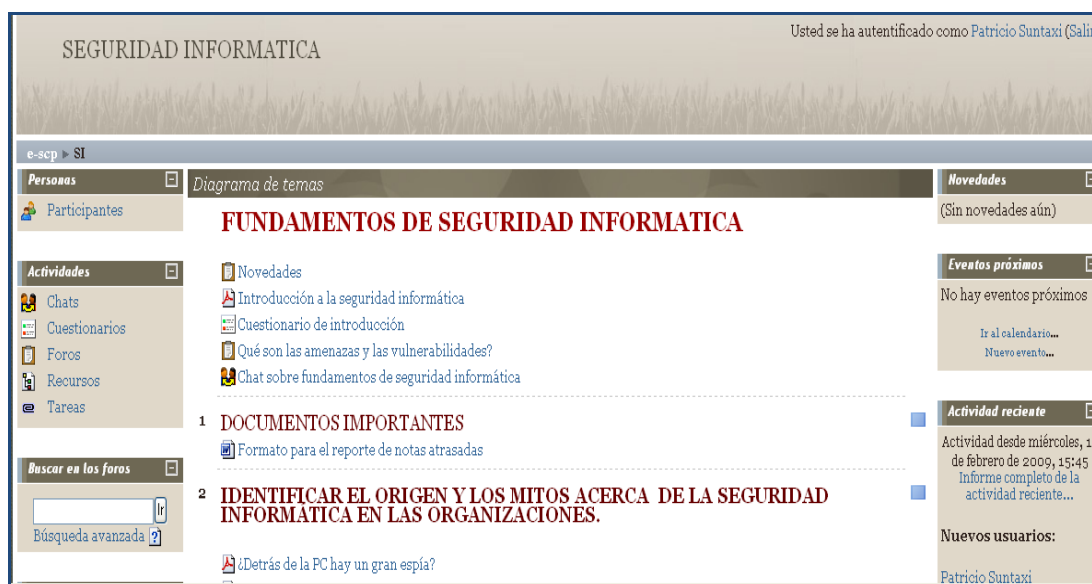 Usted se ha autentificado como Patricio Suntaxi (Salir
SEGURIDAD INFORMATICA
e-scp ► SI
Personas
Participantes
Actividades
Chats
Cuestionarios
Foros
Recursos
Tareas
Buscar en los foros
Ir
Búsqueda avanzada ?
Diagrama de temas
FUNDAMENTOS DE SEGURIDAD INFORMATICA
Novedades
Introducción a la seguridad informática
Cuestionario de introducción
Qué son las amenazas y las vulnerabilidades?
Chat sobre fundamentos de seguridad informática
1 DOCUMENTOS IMPORTANTES
Formato para el reporte de notas atrasadas
2 IDENTIFICAR EL ORIGEN Y LOS MITOS ACERCA DE LA SEGURIDAD
INFORMÁTICA EN LAS ORGANIZACIONES.
¿Detrás de la PC hay un gran espía?
Novedades
(Sin novedades aún)
Eventos próximos
No hay eventos próximos
Ir al calendario...
Nuevo evento...
Actividad reciente
Actividad desde miércoles, 1
de febrero de 2009, 15:45
Informe completo de la
actividad reciente...
Nuevos usuarios:
Patricio Suntaxi